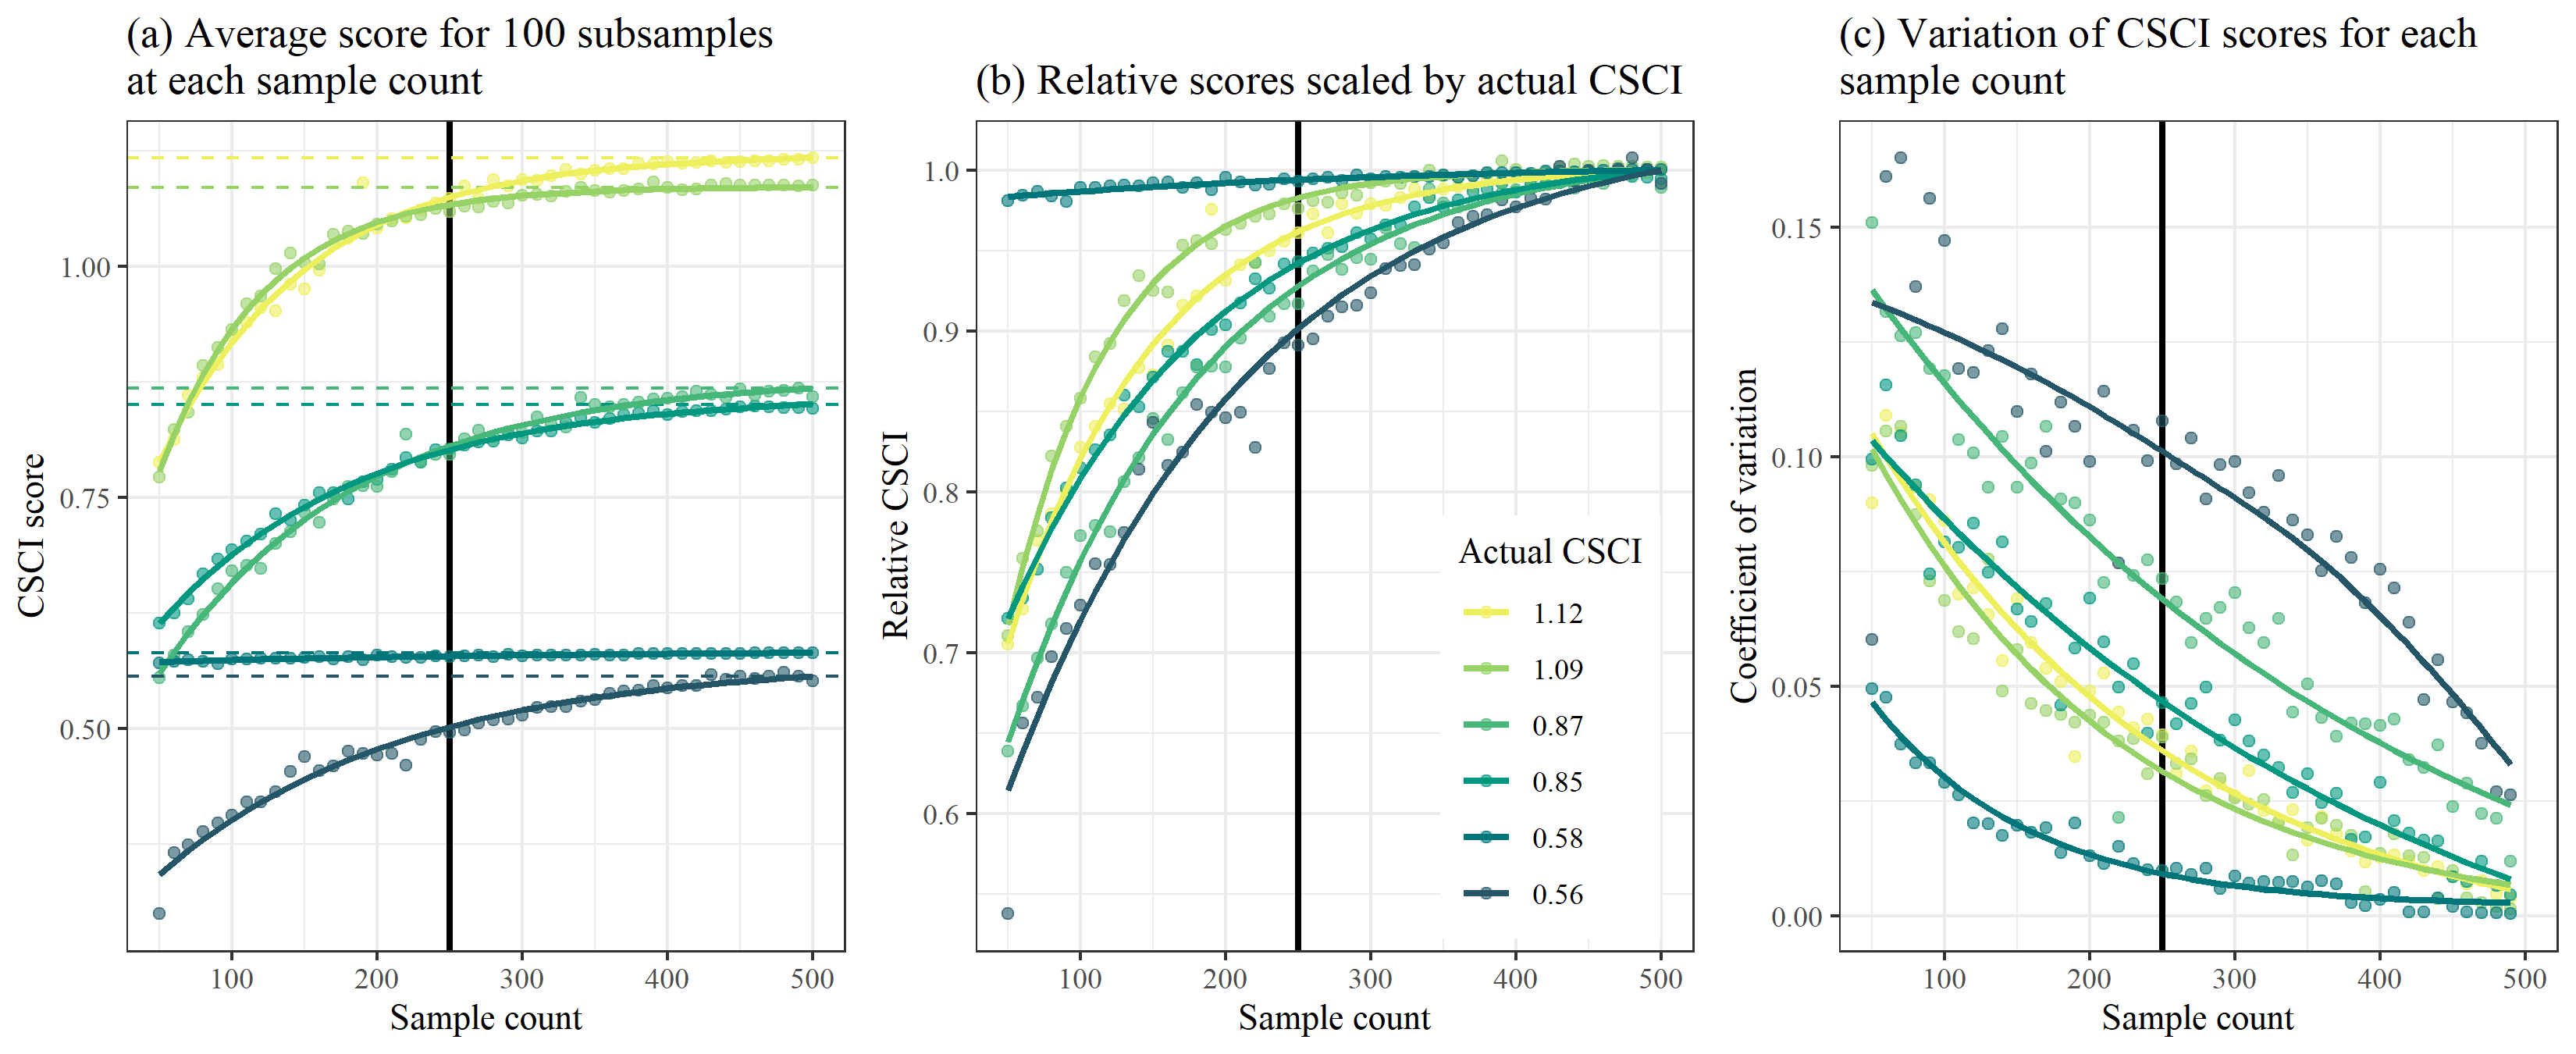 (a) Average score for 100 subsamples
at each sample count
CSCI score
1.00
0.75
0.50
100 200 300 400 500
Sample count
(b) Relative scores scaled by actual CSCI
Relative CSCI
1.0
0.9
0.8
0.7
0.6
100 200 300 400 500
Sample count
Actual CSCI
1.12
1.09
0.87
0.85
0.58
0.56
(c) Variation of CSCI scores for each
sample count
Coefficient of variation
0.15
0.10
0.05
0.00
100 200 300 400 500
Sample count